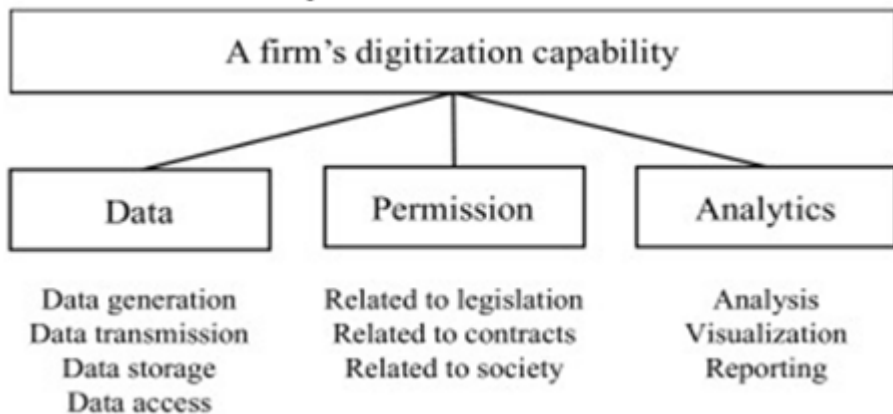 A firm's digitization capability
Data
Permission
Analytics
Data generation
Data transmission
Data storage
Data access
Related to legislation
Related to contracts
Related to society
Analysis
Visualization
Reporting